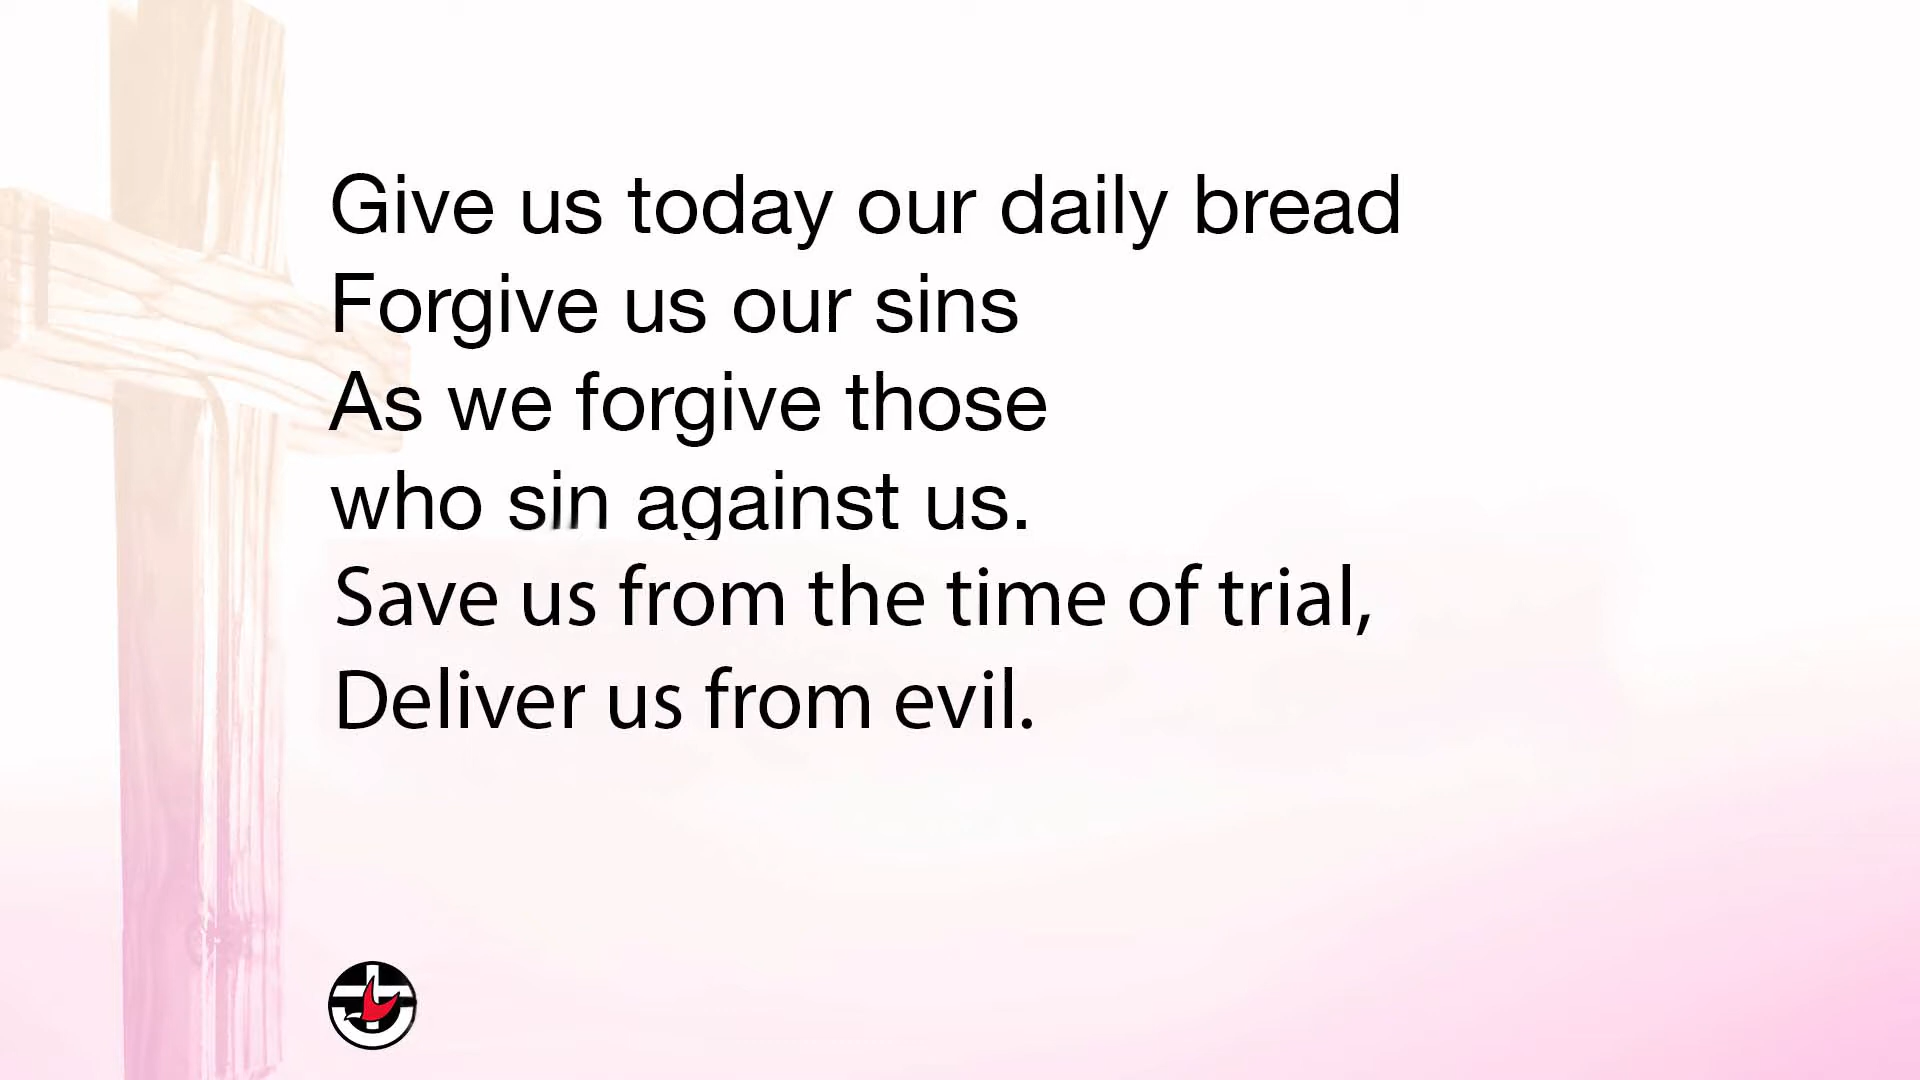 Give us today our daily bread
Forgive us our sins
As we forgive those
who sin against us.
Save us from the time of trial,
Deliver us from evil.